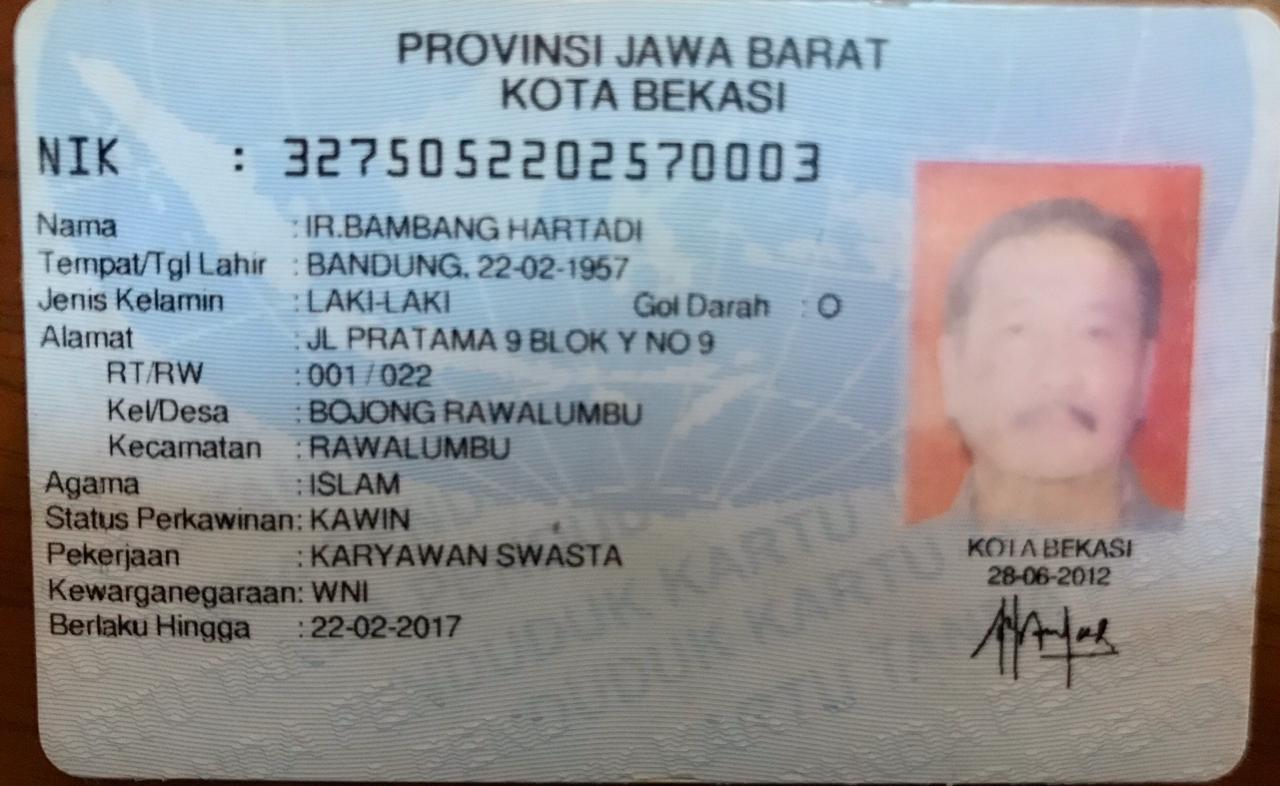 PROVINSI JAWA BARAT
KOTA BEKASI
NIK : 3275052202570003
Nama : IR.BAMBANG HARTADI
Tempat/Tgl Lahir : BANDUNG, 22-02-1957
Jenis Kelamin : LAKI-LAKI Gol Darah : O
Alamat : JL PRATAMA 9 BLOK Y NO 9
RT/RW : 001 / 022
Kel/Desa : BOJONG RAWALUMBU
Kecamatan : RAWALUMBU
Agama : ISLAM
Status Perkawinan: KAWIN
Pekerjaan : KARYAWAN SWASTA
Kewarganegaraan: WNI
Berlaku Hingga : 22-02-2017
KOTA BEKASI
28-06-2012